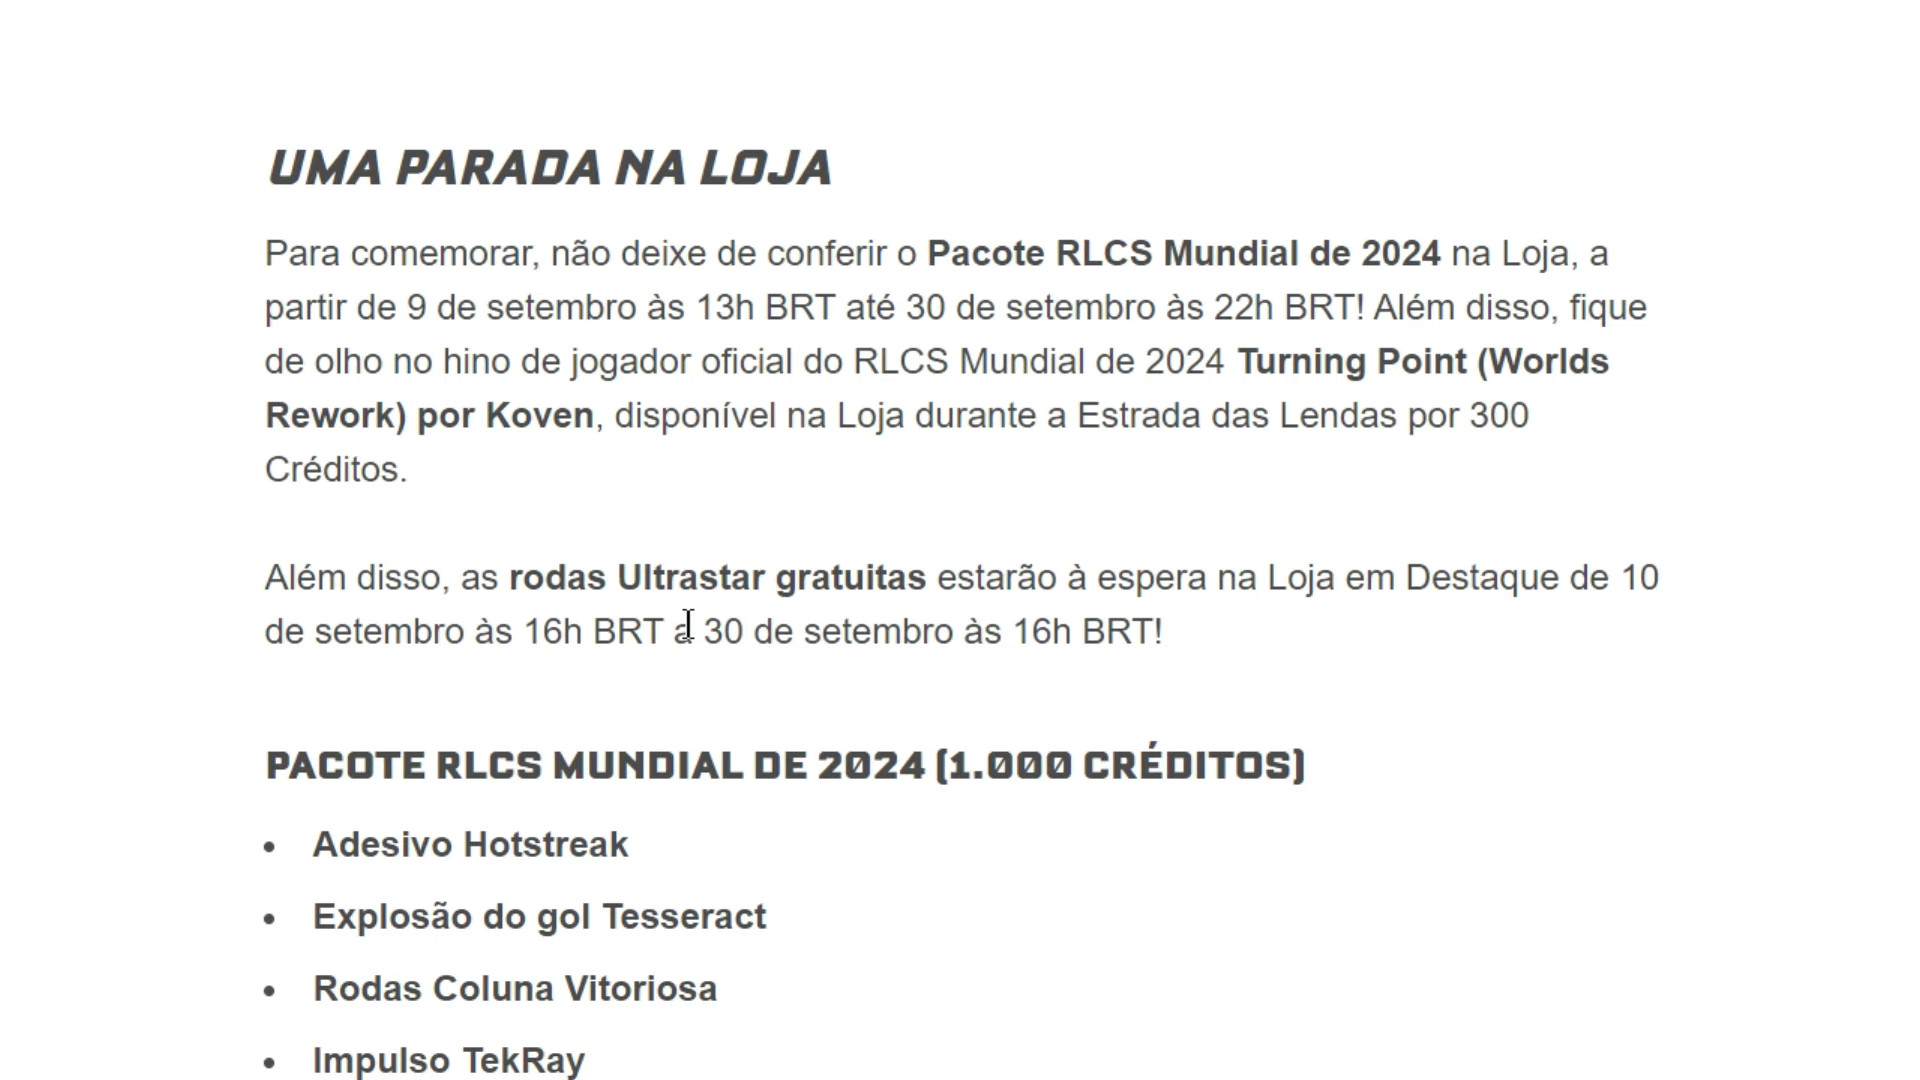 UMA PARADA NA LOJA
Para comemorar, não deixe de conferir o Pacote RLCS Mundial de 2024 na Loja, a
partir de 9 de setembro às 13h BRT até 30 de setembro às 22h BRT! Além disso, fique
de olho no hino de jogador oficial do RLCS Mundial de 2024 Turning Point (Worlds
Rework) por Koven, disponível na Loja durante a Estrada das Lendas por 300
Créditos.
Além disso, as rodas Ultrastar gratuitas estarão à espera na Loja em Destaque de 10
de setembro às 16h BRT a 30 de setembro às 16h BRT!
PACOTE RLCS MUNDIAL DE 2024 (1.000 CRÉDITOS)
• Adesivo Hotstreak
• Explosão do gol Tesseract
• Rodas Coluna Vitoriosa
• Impulso TekRay